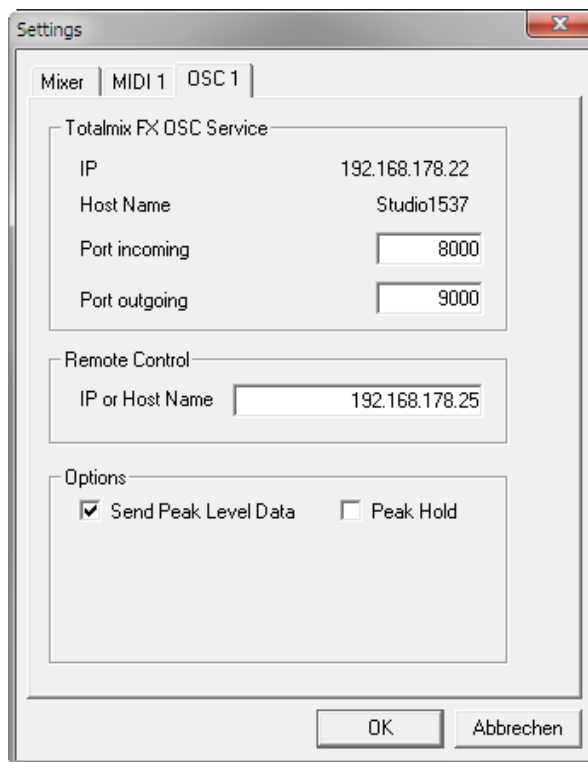 Settings
Mixer MIDI 1 OSC 1
Totalmix FX OSC Service
IP 192.168.178.22
Host Name Studio1537
Port incoming 8000
Port outgoing 9000
Remote Control
IP or Host Name 192.168.178.25
Options
Send Peak Level Data Peak Hold
OK Abbrechen